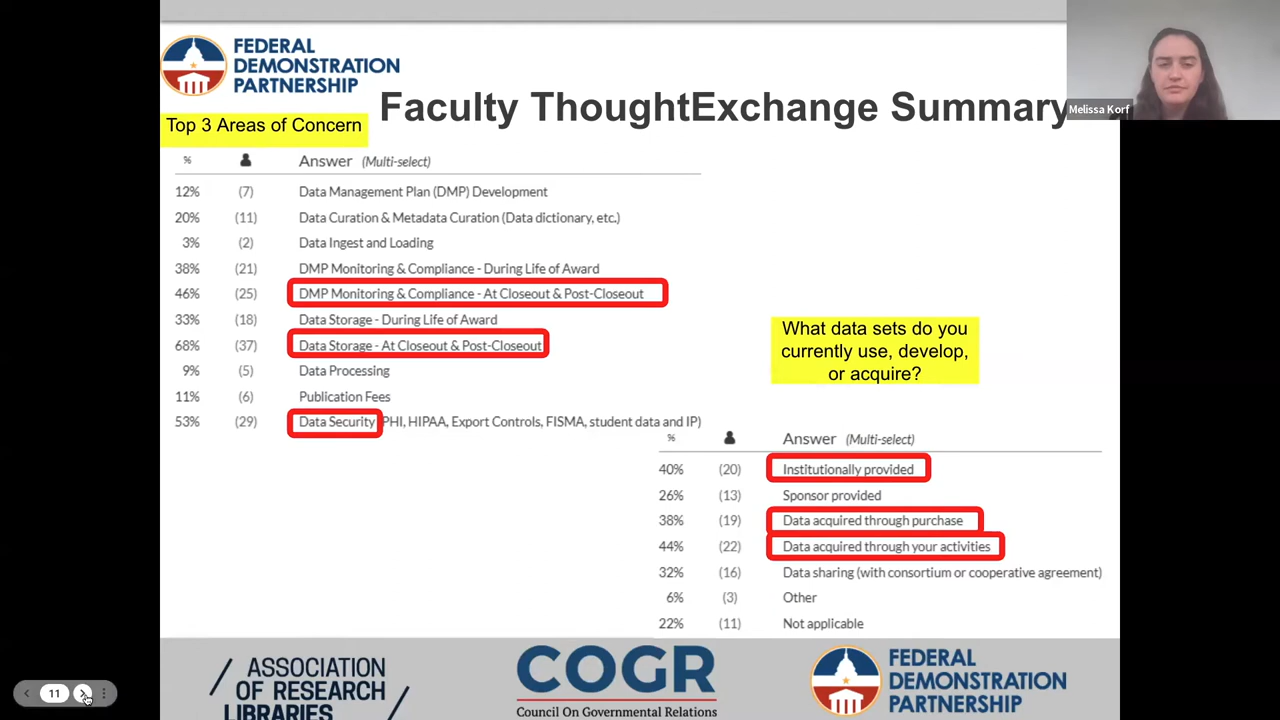 FEDERAL
DEMONSTRATION
PARTNERSHIP
Faculty ThoughtExchange Summary
Melissa Korf
Top 3 Areas of Concern
% Answer (Multi-select)
12% (7) Data Management Plan (DMP) Development
20% (11) Data Curation & Metadata Curation (Data dictionary, etc.)
3% (2) Data Ingest and Loading
38% (21) DMP Monitoring & Compliance - During Life of Award
46% (25) DMP Monitoring & Compliance - At Closeout & Post-Closeout
33% (18) Data Storage - During Life of Award
68% (37) Data Storage - At Closeout & Post-Closeout
9% (5) Data Processing
11% (6) Publication Fees
53% (29) Data Security PHI, HIPAA, Export Controls, FISMA, student data and IP)
What data sets do you
currently use, develop,
or acquire?
% Answer (Multi-select)
40% (20) Institutionally provided
26% (13) Sponsor provided
38% (19) Data acquired through purchase
44% (22) Data acquired through your activities
32% (16) Data sharing (with consortium or cooperative agreement)
6% (3) Other
22% (11) Not applicable
11
ASSOCIATION
OF RESEARCH
LIBRARIES
COGR
Council On Governmental Relations
FEDERAL
DEMONSTRATION
PARTNERSHIP